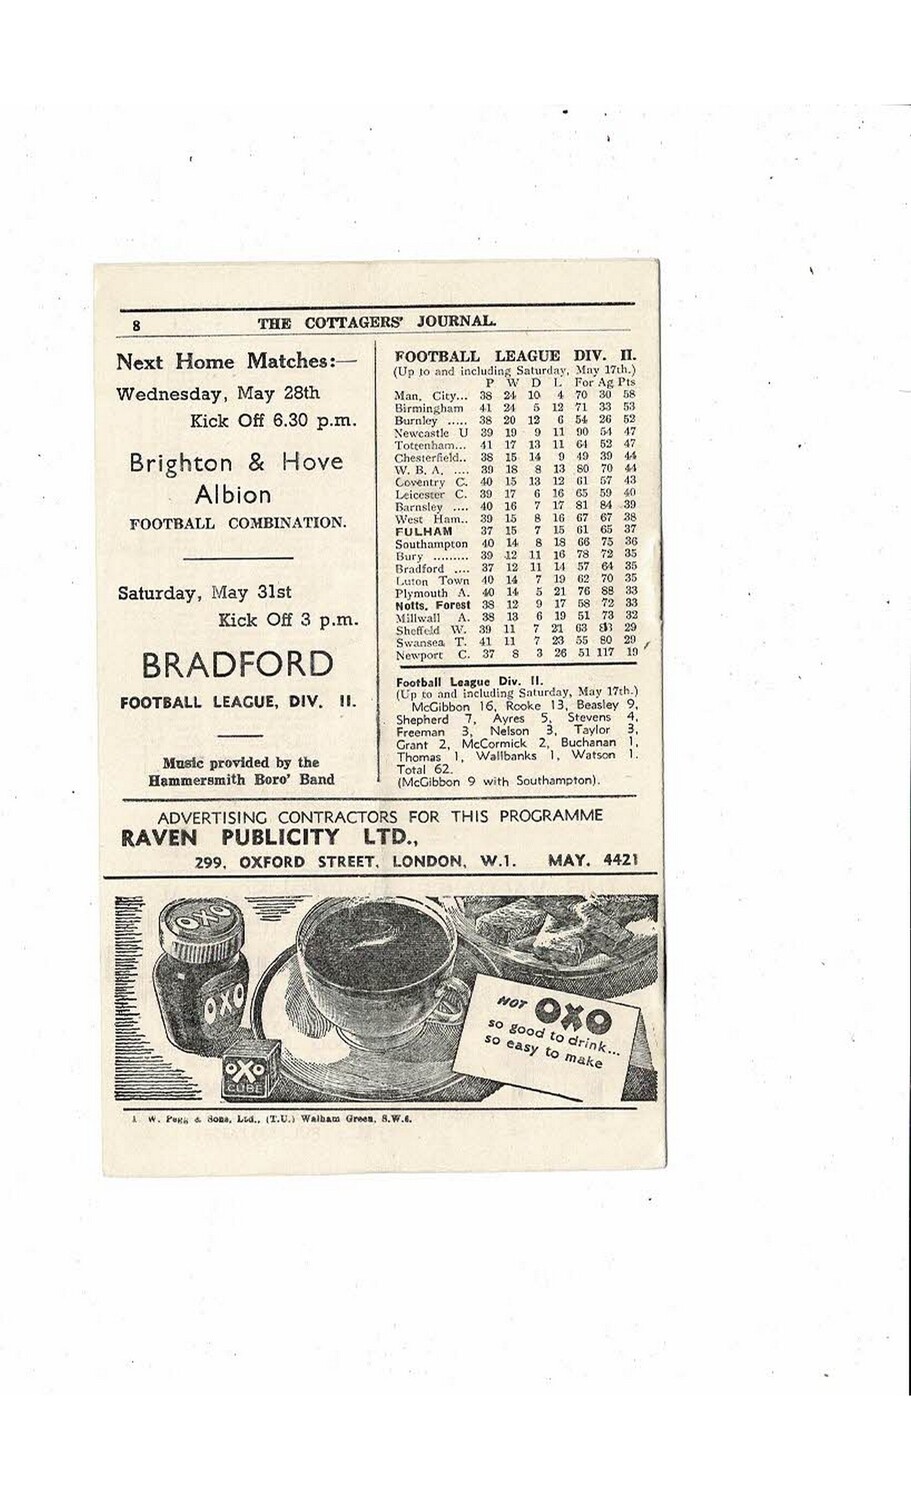 8
THE COTTAGERS' JOURNAL.
Next Home Matches:—
Wednesday, May 28th
Kick Off 6.30 p.m.
Brighton & Hove
Albion
FOOTBALL COMBINATION.
Saturday, May 31st
Kick Off 3 p.m.
BRADFORD
FOOTBALL LEAGUE, DIV. II.
Music provided by the
Hammersmith Boro' Band
FOOTBALL LEAGUE DIV. II.
(Up to and including Saturday, May 17th.)
P W D L For Ag Pts
Man. City... 38 24 10 4 70 30 58
Birmingham 41 24 5 12 71 33 53
Burnley ..... 38 20 12 6 54 26 52
Newcastle U 39 19 9 11 90 54 47
Tottenham... 41 17 13 11 64 52 47
Chesterfield.. 38 15 14 9 49 39 44
W. B. A. .... 39 18 8 13 80 70 44
Coventry C. 40 15 13 12 61 57 43
Leicester C. 39 17 6 16 65 59 40
Barnsley .... 40 16 7 17 81 84 39
West Ham.. 39 15 8 16 67 67 38
FULHAM 37 15 7 15 61 65 37
Southampton 40 14 8 18 66 75 36
Bury ......... 39 12 11 16 78 72 35
Bradford .... 37 12 11 14 57 64 35
Luton Town 40 14 7 19 62 70 35
Plymouth A. 40 14 5 21 76 88 33
Notts. Forest 38 12 9 17 58 72 33
Millwall A. 38 13 6 19 51 73 32
Sheffeld W. 39 11 7 21 63 83 29
Swansea T. 41 11 7 23 55 80 29
Newport C. 37 8 3 26 51 117 19
Football League Div. II.
(Up to and including Saturday, May 17th.)
McGibbon 16, Rooke 13, Beasley 9,
Shepherd 7, Ayres 5, Stevens 4,
Freeman 3, Nelson 3, Taylor 3,
Grant 2, McCormick 2, Buchanan 1,
Thomas 1, Wallbanks 1, Watson 1.
Total 62.
(McGibbon 9 with Southampton).
ADVERTISING CONTRACTORS FOR THIS PROGRAMME
RAVEN PUBLICITY LTD.,
299, OXFORD STREET, LONDON, W.1. MAY. 4421
OXO
OXO
OXO
CUBE
HOT OXO
so good to drink...
so easy to make
W. Pegg & Sons, Ltd., (T.U.) Walham Green, S.W.6.